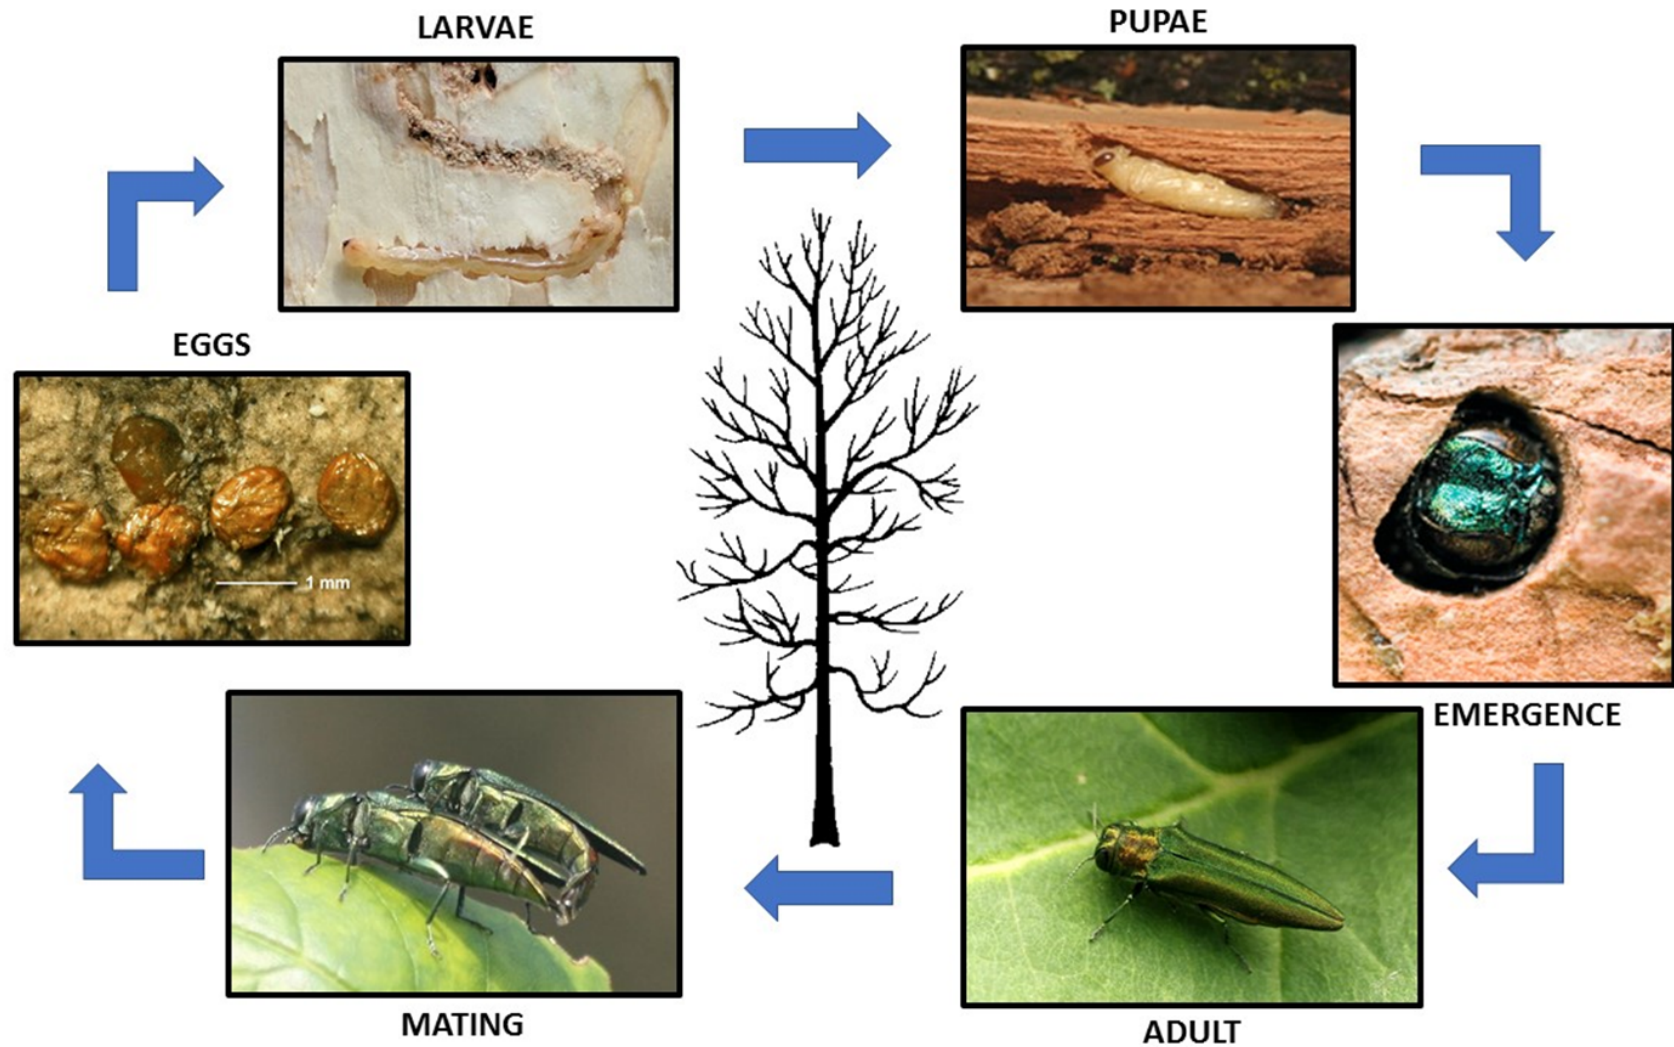 LARVAE
PUPAE
EGGS
1 mm
EMERGENCE
MATING
ADULT